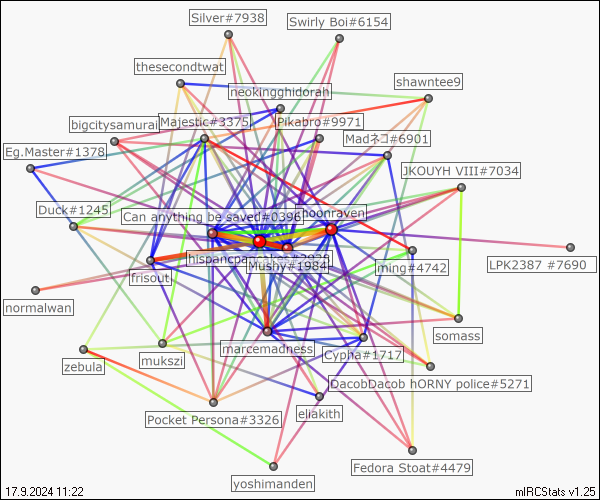 Silver#7938
Swirly Boi#6154
thesecondtwat
shawntee9
neokingghidorah
bigcitysamurai
Majestic#3375
Pikabro#9971
Madネコ#6901
Eg.Master#1378
JKOUYH VIII#7034
Duck#1245
Can anything be saved#0396
hoonraven
LPK2387 #7690
ming#4742
Mushy#1984
frisout
normalwan
somass
marcemadness
Cypha#1717
zebula
mukszi
DacobDacob hORNY police#5271
Pocket Persona#3326
eliakith
Fedora Stoat#4479
yoshimanden
17.9.2024 11:22
mIRCStats v1.25